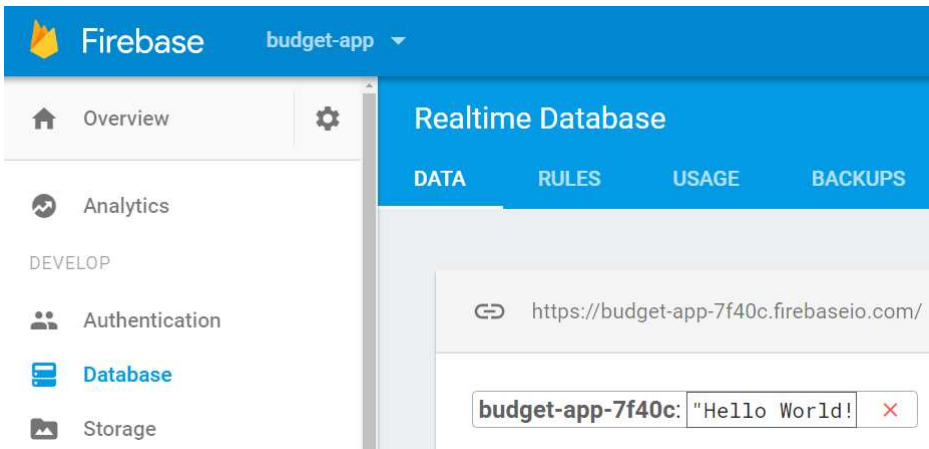 Firebase budget-app
Overview
Realtime Database
DATA RULES USAGE BACKUPS
Analytics
DEVELOP
https://budget-app-7f40c.firebaseio.com/
Authentication
Database
budget-app-7f40c: "Hello World!
Storage